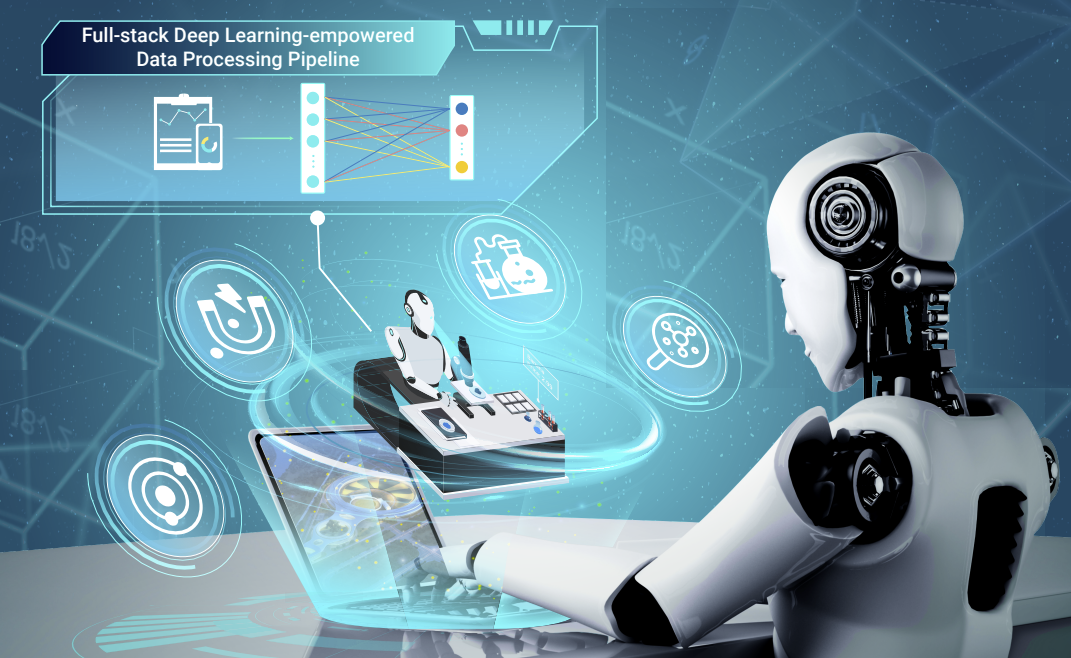 Full-stack Deep Learning-empowered
Data Processing Pipeline